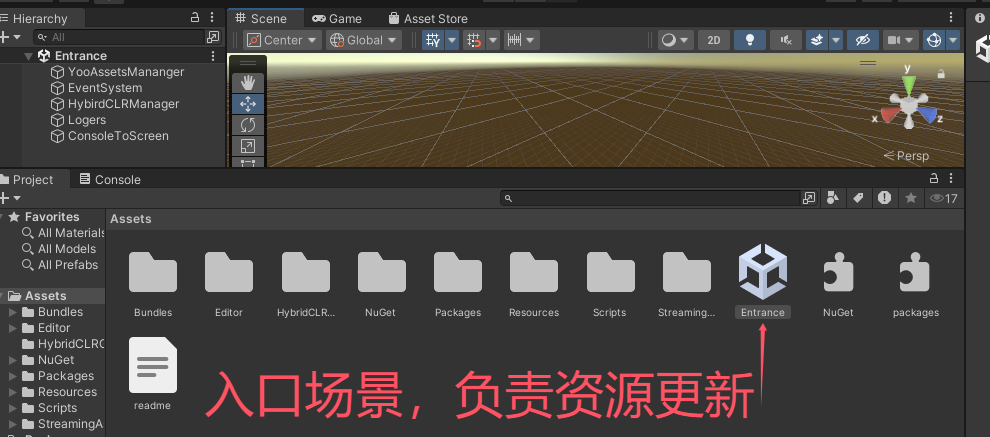 Hierarchy
All
Entrance
YooAssetsMananger
EventSystem
HybirdCLRManager
Logers
ConsoleToScreen
Scene
Game
Asset Store
Center
Global
2D
y
x
z
Persp
Project
Console
17
Favorites
All Materials
All Models
All Prefabs
Assets
Bundles
Editor
HybridCLRG
NuGet
Packages
Resources
Scripts
StreamingA
Assets
Bundles
Editor
HybridCLR...
NuGet
Packages
Resources
Scripts
Streaming...
Entrance
NuGet
packages
readme
入口场景，负责资源更新